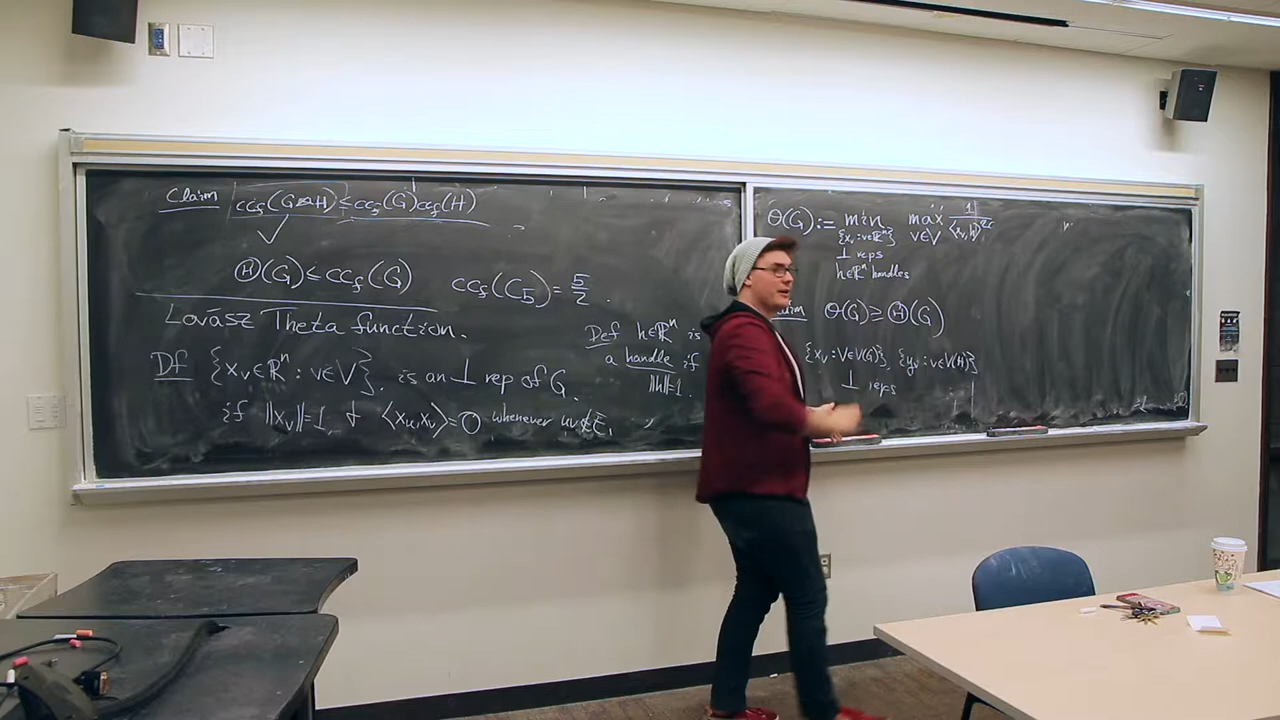 Claim cc_f(G⊠H) ≤ cc_f(G)cc_f(H)
✓
Θ(G) ≤ cc_f(G) cc_f(C_5) = 5/2.
Lovász Theta function.
Df {x_v∈ℝ^n : v∈V}. is an ⊥ rep of G.
if ||x_v||=1, & ⟨x_u,x_v⟩=0 whenever uv∉E.
Def h∈ℝ^n is
a handle if
||h||=1.
θ(G) := min max 1/⟨x_v,h⟩²
{x_v : v∈ℝ^n} v∈V
⊥ reps
h∈ℝ^n handles
θ(G) ≥ Θ(G)
{x_v : v∈V(G)}, {y_v : v∈V(H)}
⊥ reps